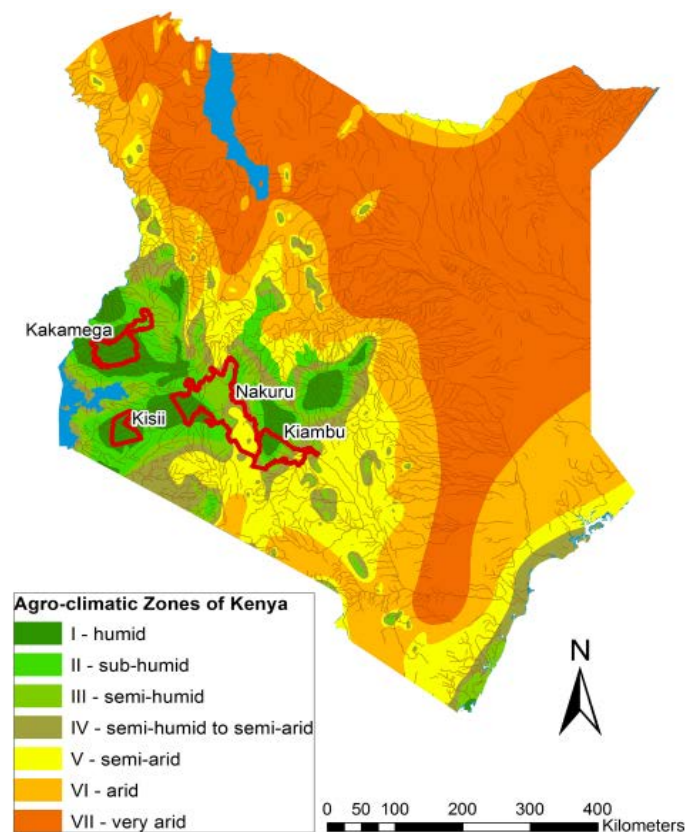 Kakamega
Nakuru
Kisii
Kiambu
Agro-climatic Zones of Kenya
I - humid
II - sub-humid
III - semi-humid
IV - semi-humid to semi-arid
V - semi-arid
VI - arid
VII - very arid
N
0 50 100 200 300 400
Kilometers